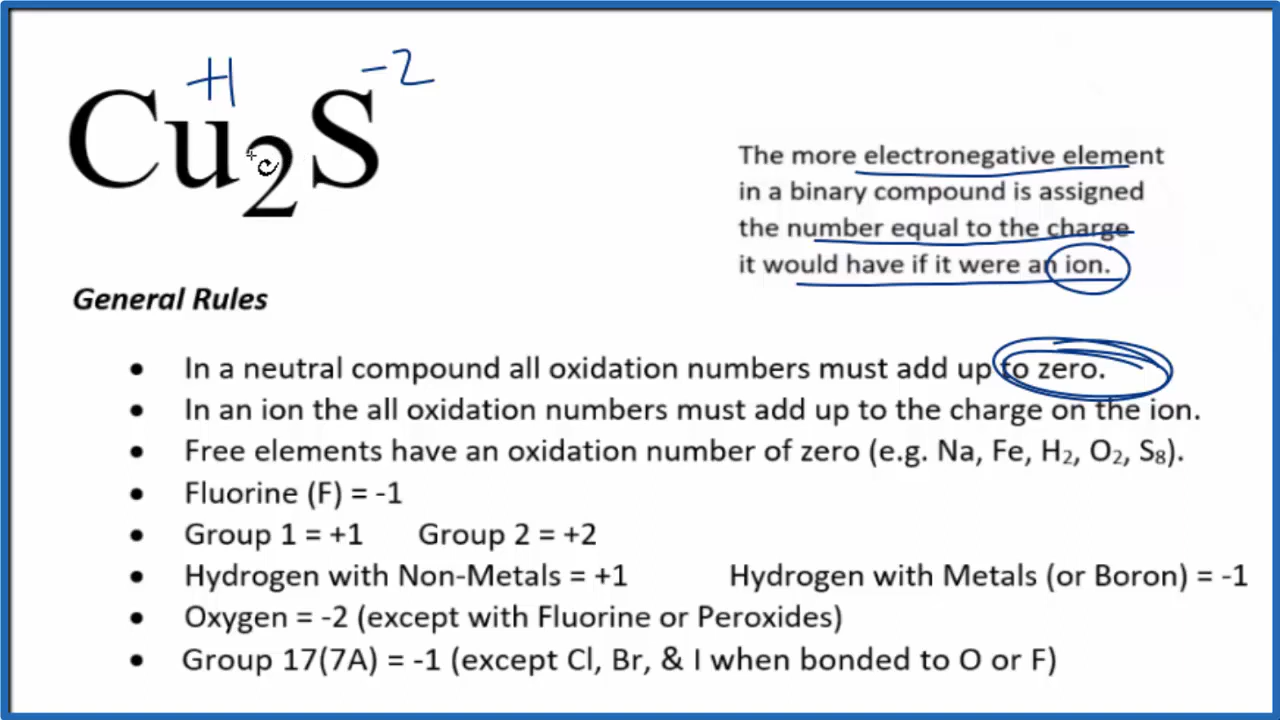 +1 -2
Cu₂S
The more electronegative element
in a binary compound is assigned
the number equal to the charge
it would have if it were an ion.
General Rules
• In a neutral compound all oxidation numbers must add up to zero.
• In an ion the all oxidation numbers must add up to the charge on the ion.
• Free elements have an oxidation number of zero (e.g. Na, Fe, H₂, O₂, S₈).
• Fluorine (F) = -1
• Group 1 = +1 Group 2 = +2
• Hydrogen with Non-Metals = +1 Hydrogen with Metals (or Boron) = -1
• Oxygen = -2 (except with Fluorine or Peroxides)
• Group 17(7A) = -1 (except Cl, Br, & I when bonded to O or F)